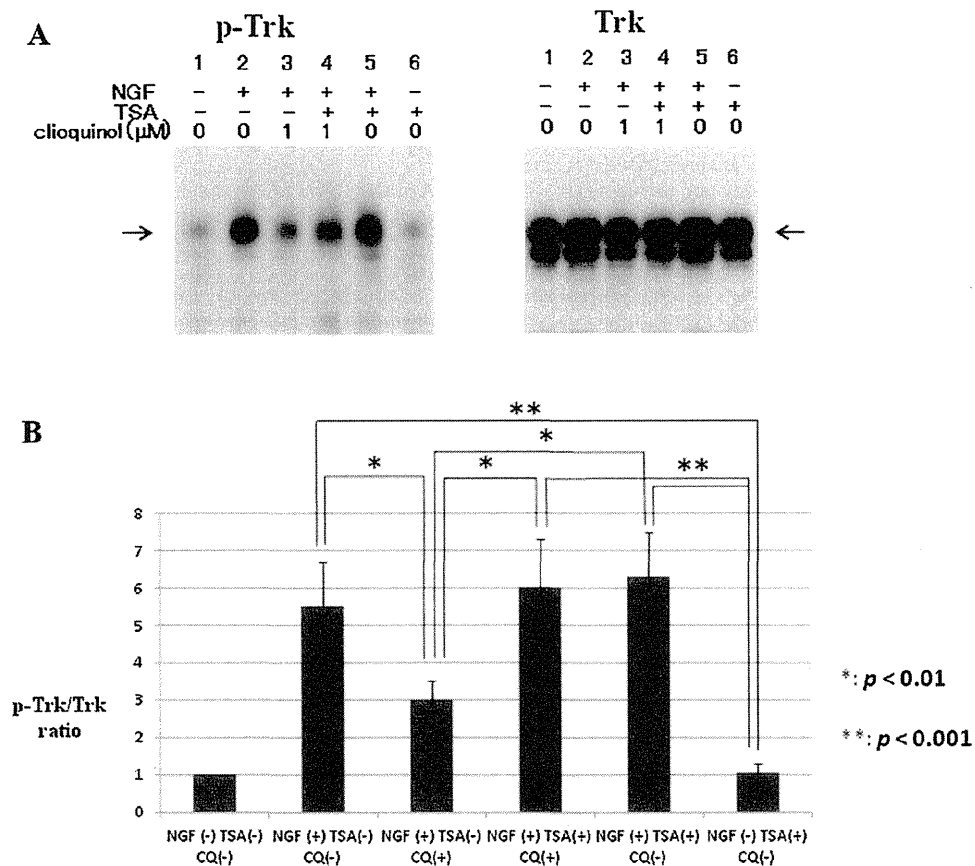 A
p-Trk
Trk
1 2 3 4 5 6
1 2 3 4 5 6
NGF - + + + + -
- + + + + -
TSA - - - + + +
- - - + + +
clioquinol (μM) 0 0 1 1 0 0
0 0 1 1 0 0
→
←
B
**
*
* * **
8
7
6
5
4
3
2
1
0
p-Trk/Trk
ratio
*: p < 0.01
**: p < 0.001
NGF (-) TSA(-) NGF (+) TSA(-) NGF (+) TSA(-) NGF (+) TSA(+) NGF (+) TSA(+) NGF (-) TSA(+)
CQ(-) CQ(-) CQ(+) CQ(+) CQ(-) CQ(-)